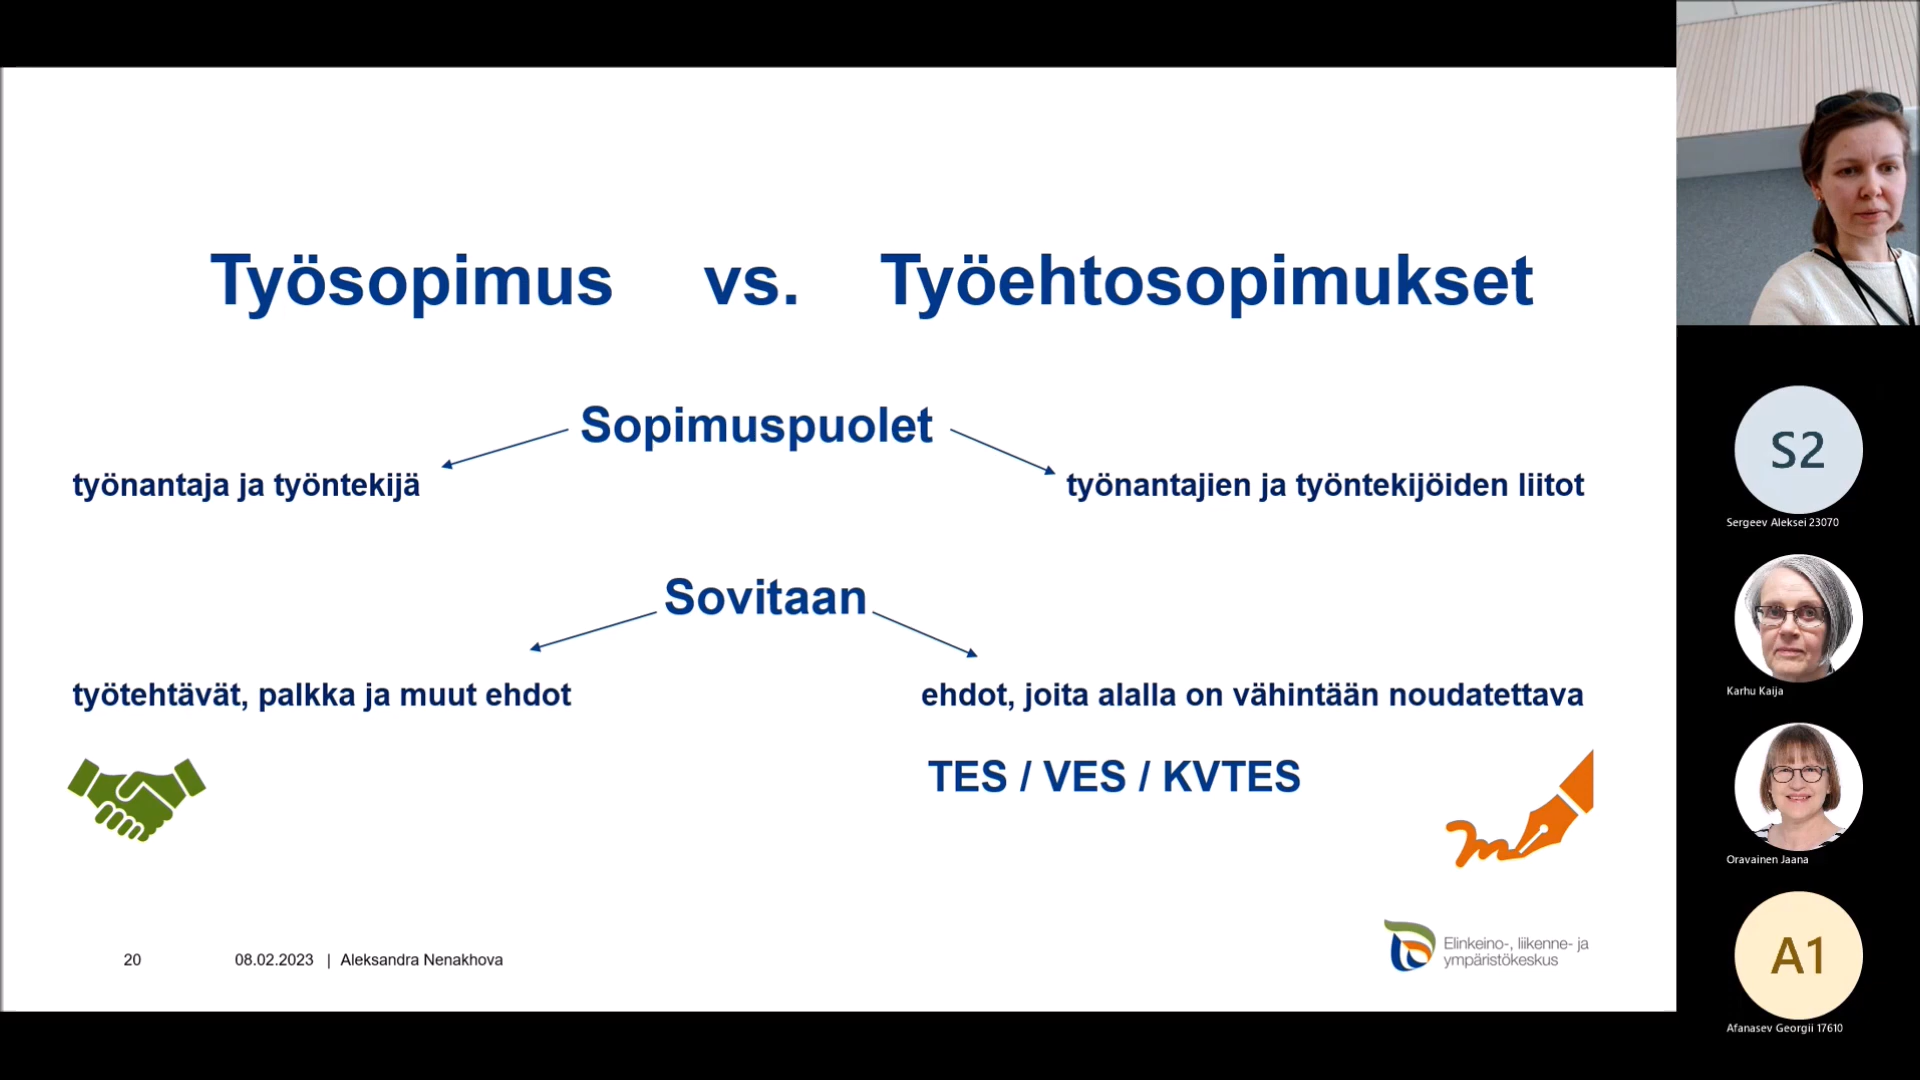 Työsopimus vs. Työehtosopimukset
Sopimuspuolet
työnantaja ja työntekijä
työnantajien ja työntekijöiden liitot
Sovitaan
työtehtävät, palkka ja muut ehdot
ehdot, joita alalla on vähintään noudatettava
TES / VES / KVTES
20
08.02.2023 | Aleksandra Nenakhova
Elinkeino-, liikenne- ja
ympäristökeskus
S2
Sergeev Aleksei 23070
Karhu Kaija
Oravainen Jaana
A1
Afanasev Georgii 17610